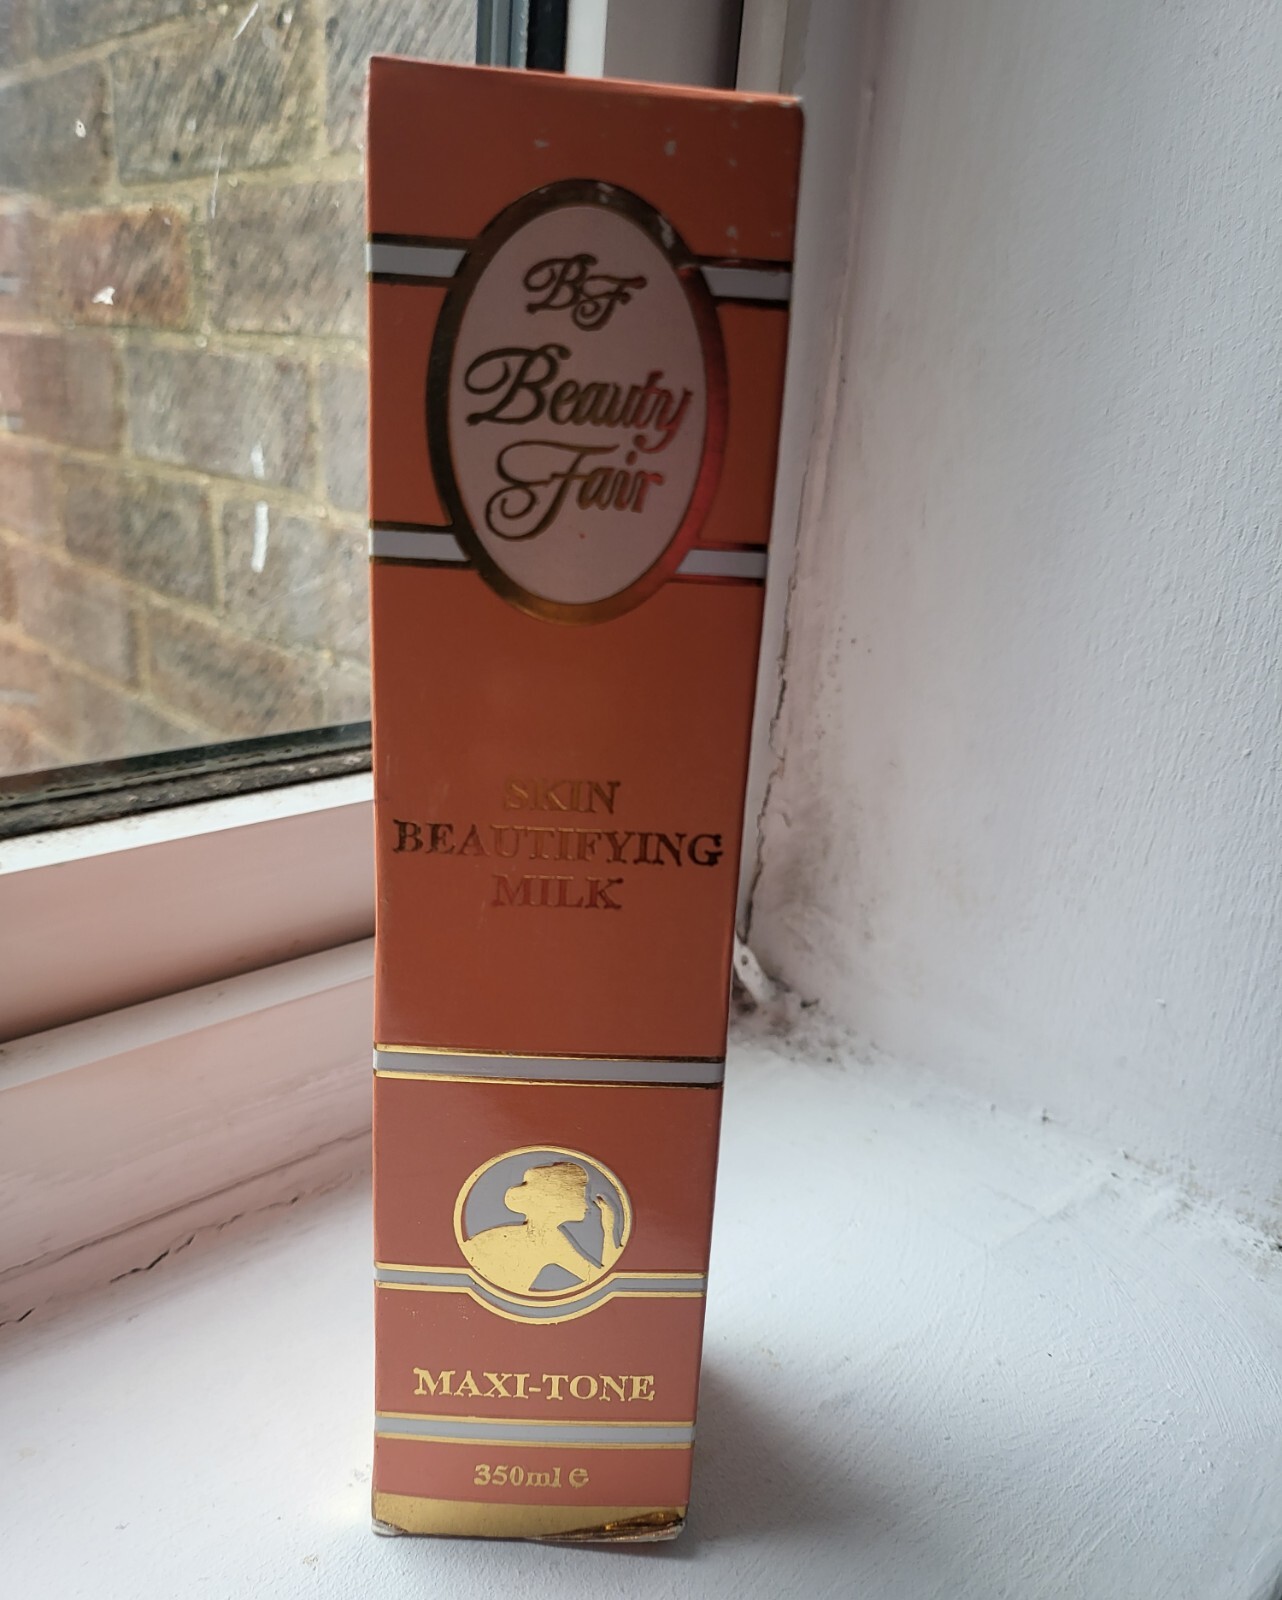 BF
Beauty
Fair
SKIN
BEAUTIFYING
MILK
MAXI-TONE
350ml e